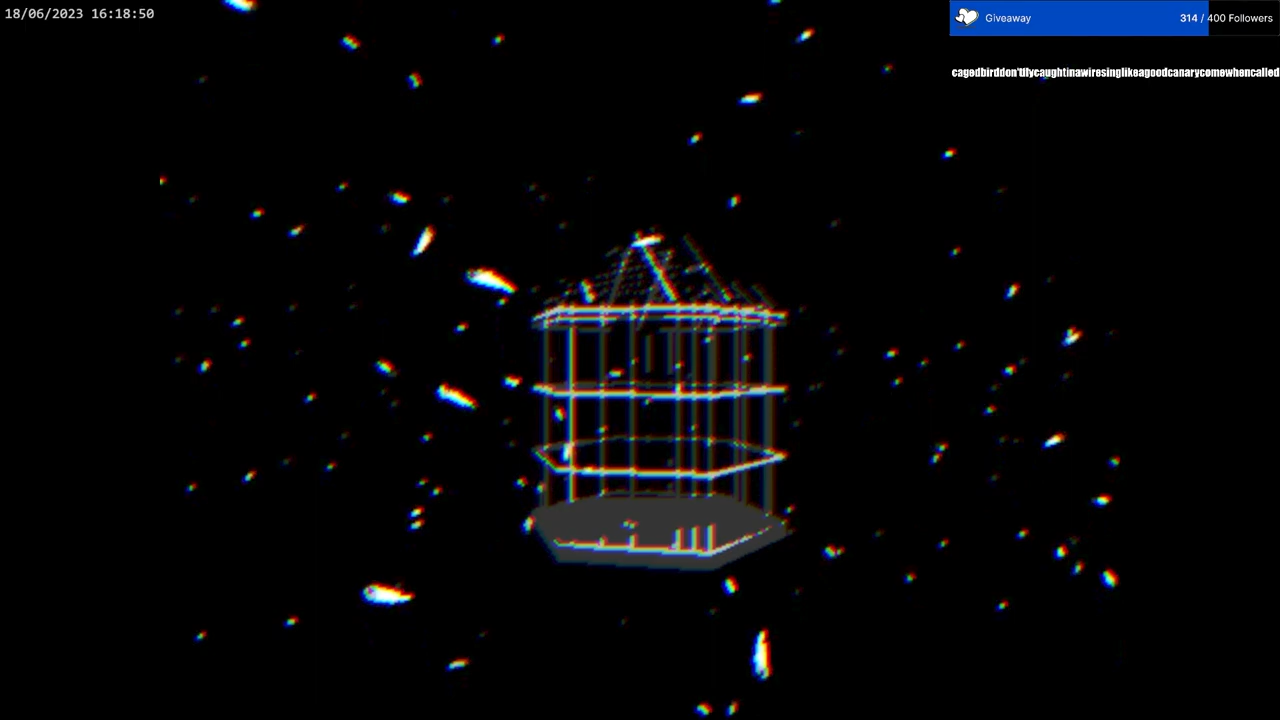 18/06/2023 16:18:50
Giveaway 314 / 400 Followers
cagedbirddon'tflycaughtinawiresinglikeagoodcanarycomewhencalled